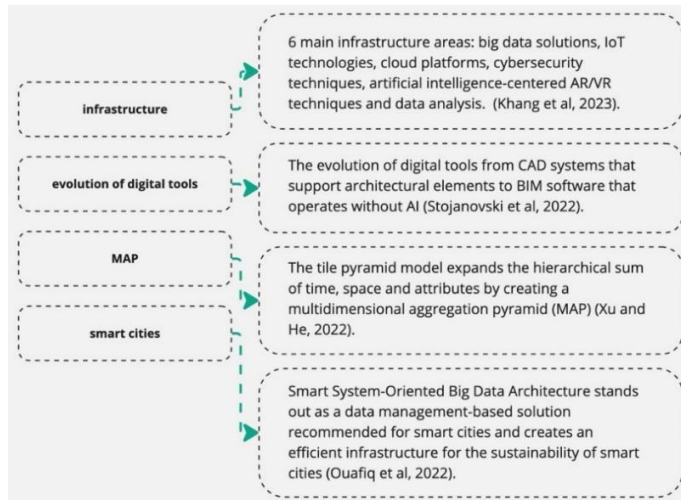 infrastructure
6 main infrastructure areas: big data solutions, IoT
technologies, cloud platforms, cybersecurity
techniques, artificial intelligence-centered AR/VR
techniques and data analysis. (Khang et al, 2023).
evolution of digital tools
The evolution of digital tools from CAD systems that
support architectural elements to BIM software that
operates without AI (Stojanovski et al, 2022).
MAP
The tile pyramid model expands the hierarchical sum
of time, space and attributes by creating a
multidimensional aggregation pyramid (MAP) (Xu and
He, 2022).
smart cities
Smart System-Oriented Big Data Architecture stands
out as a data management-based solution
recommended for smart cities and creates an
efficient infrastructure for the sustainability of smart
cities (Ouafiq et al, 2022).